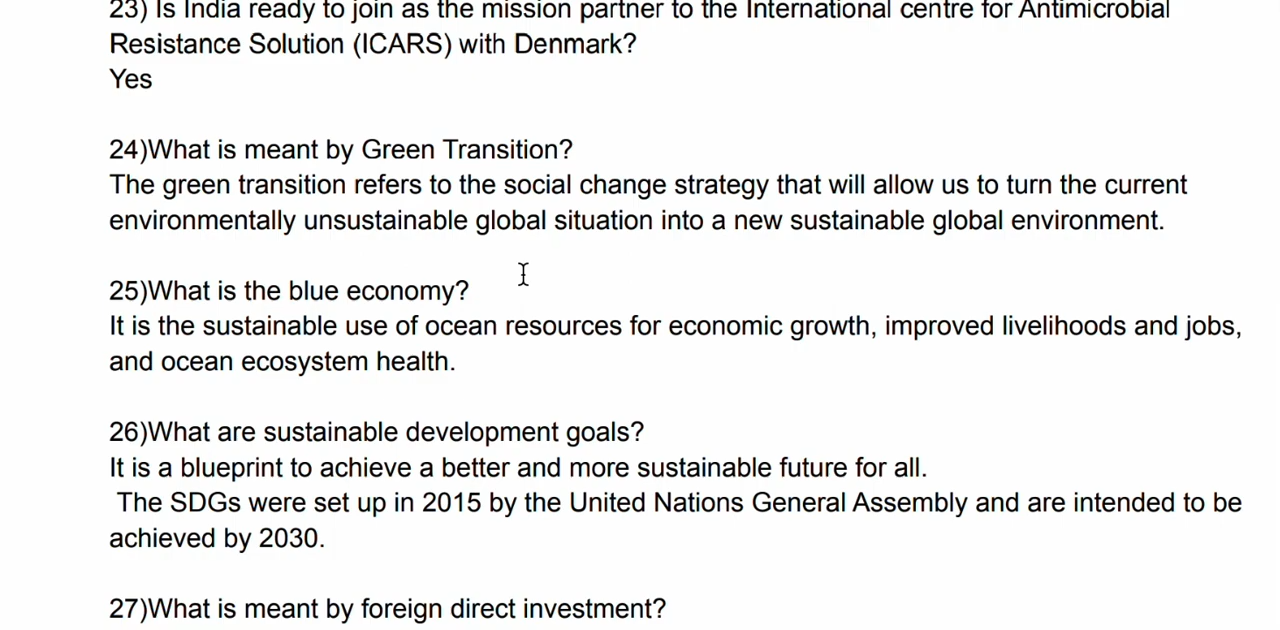 23) Is India ready to join as the mission partner to the International centre for Antimicrobial
Resistance Solution (ICARS) with Denmark?
Yes
24)What is meant by Green Transition?
The green transition refers to the social change strategy that will allow us to turn the current
environmentally unsustainable global situation into a new sustainable global environment.
25)What is the blue economy?
It is the sustainable use of ocean resources for economic growth, improved livelihoods and jobs,
and ocean ecosystem health.
26)What are sustainable development goals?
It is a blueprint to achieve a better and more sustainable future for all.
The SDGs were set up in 2015 by the United Nations General Assembly and are intended to be
achieved by 2030.
27)What is meant by foreign direct investment?